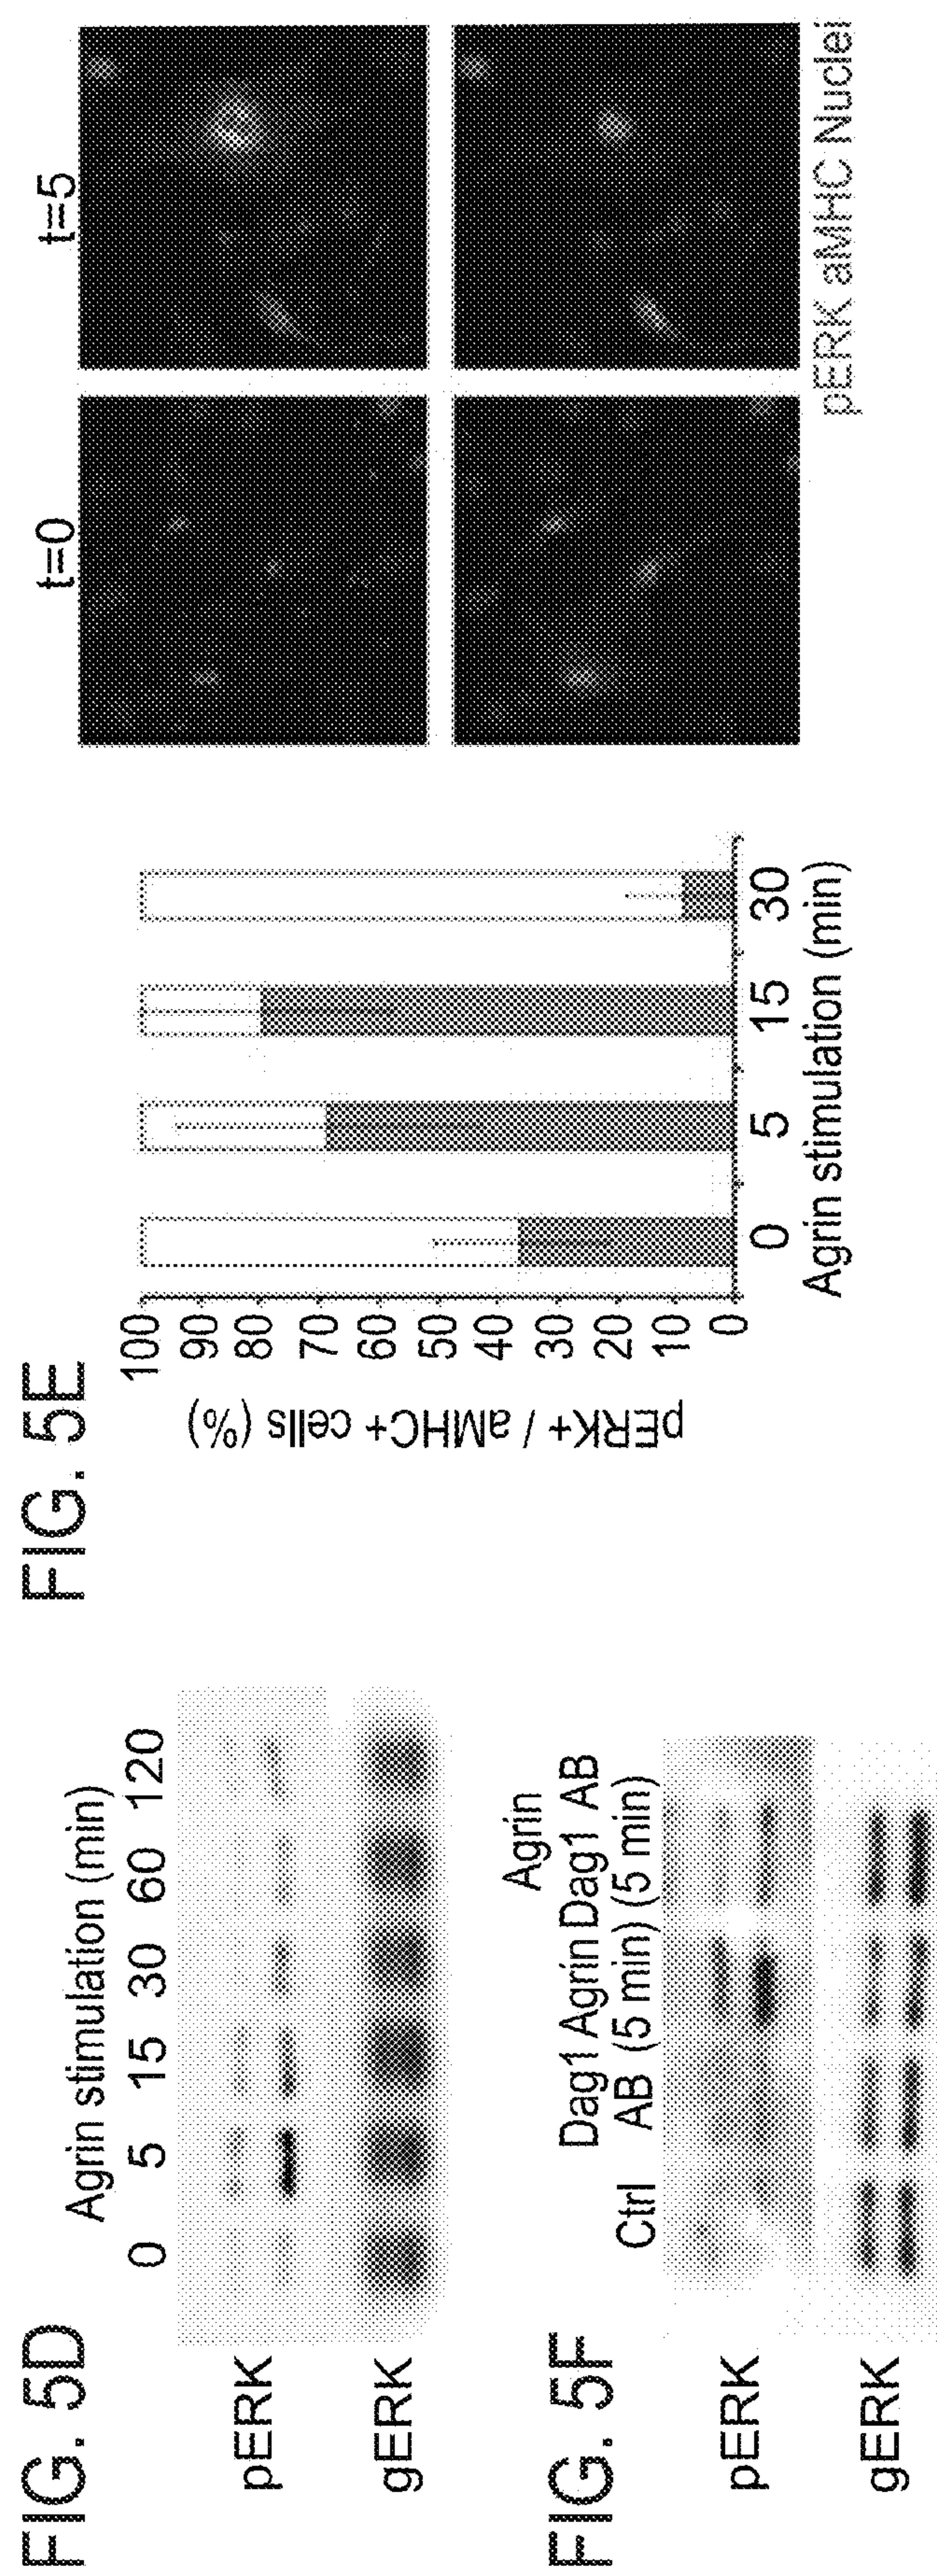 FIG. 5D
Agrin stimulation (min)
0 5 15 30 60 120
pERK
gERK
FIG. 5E
pERK+ / aMHC+ cells (%)
100
90
80
70
60
50
40
30
20
10
0
0 5 15 30
Agrin stimulation (min)
t=0 t=5
pERK aMHC Nuclei
FIG. 5F
Agrin
Dag1 Agrin Dag1 AB
Ctrl AB (5 min) (5 min)
pERK
gERK